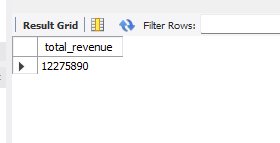 Result Grid Filter Rows:
total_revenue
12275890